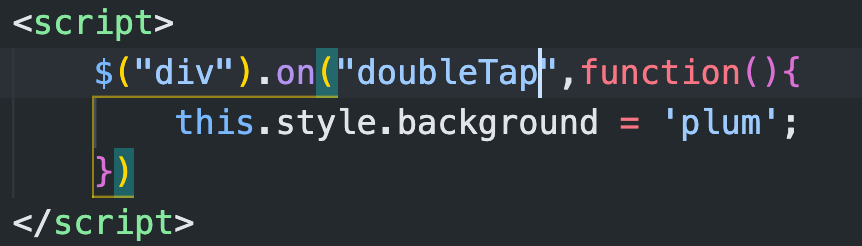 <script>
$("div").on("doubleTap",function(){
this.style.background = 'plum';
})
</script>